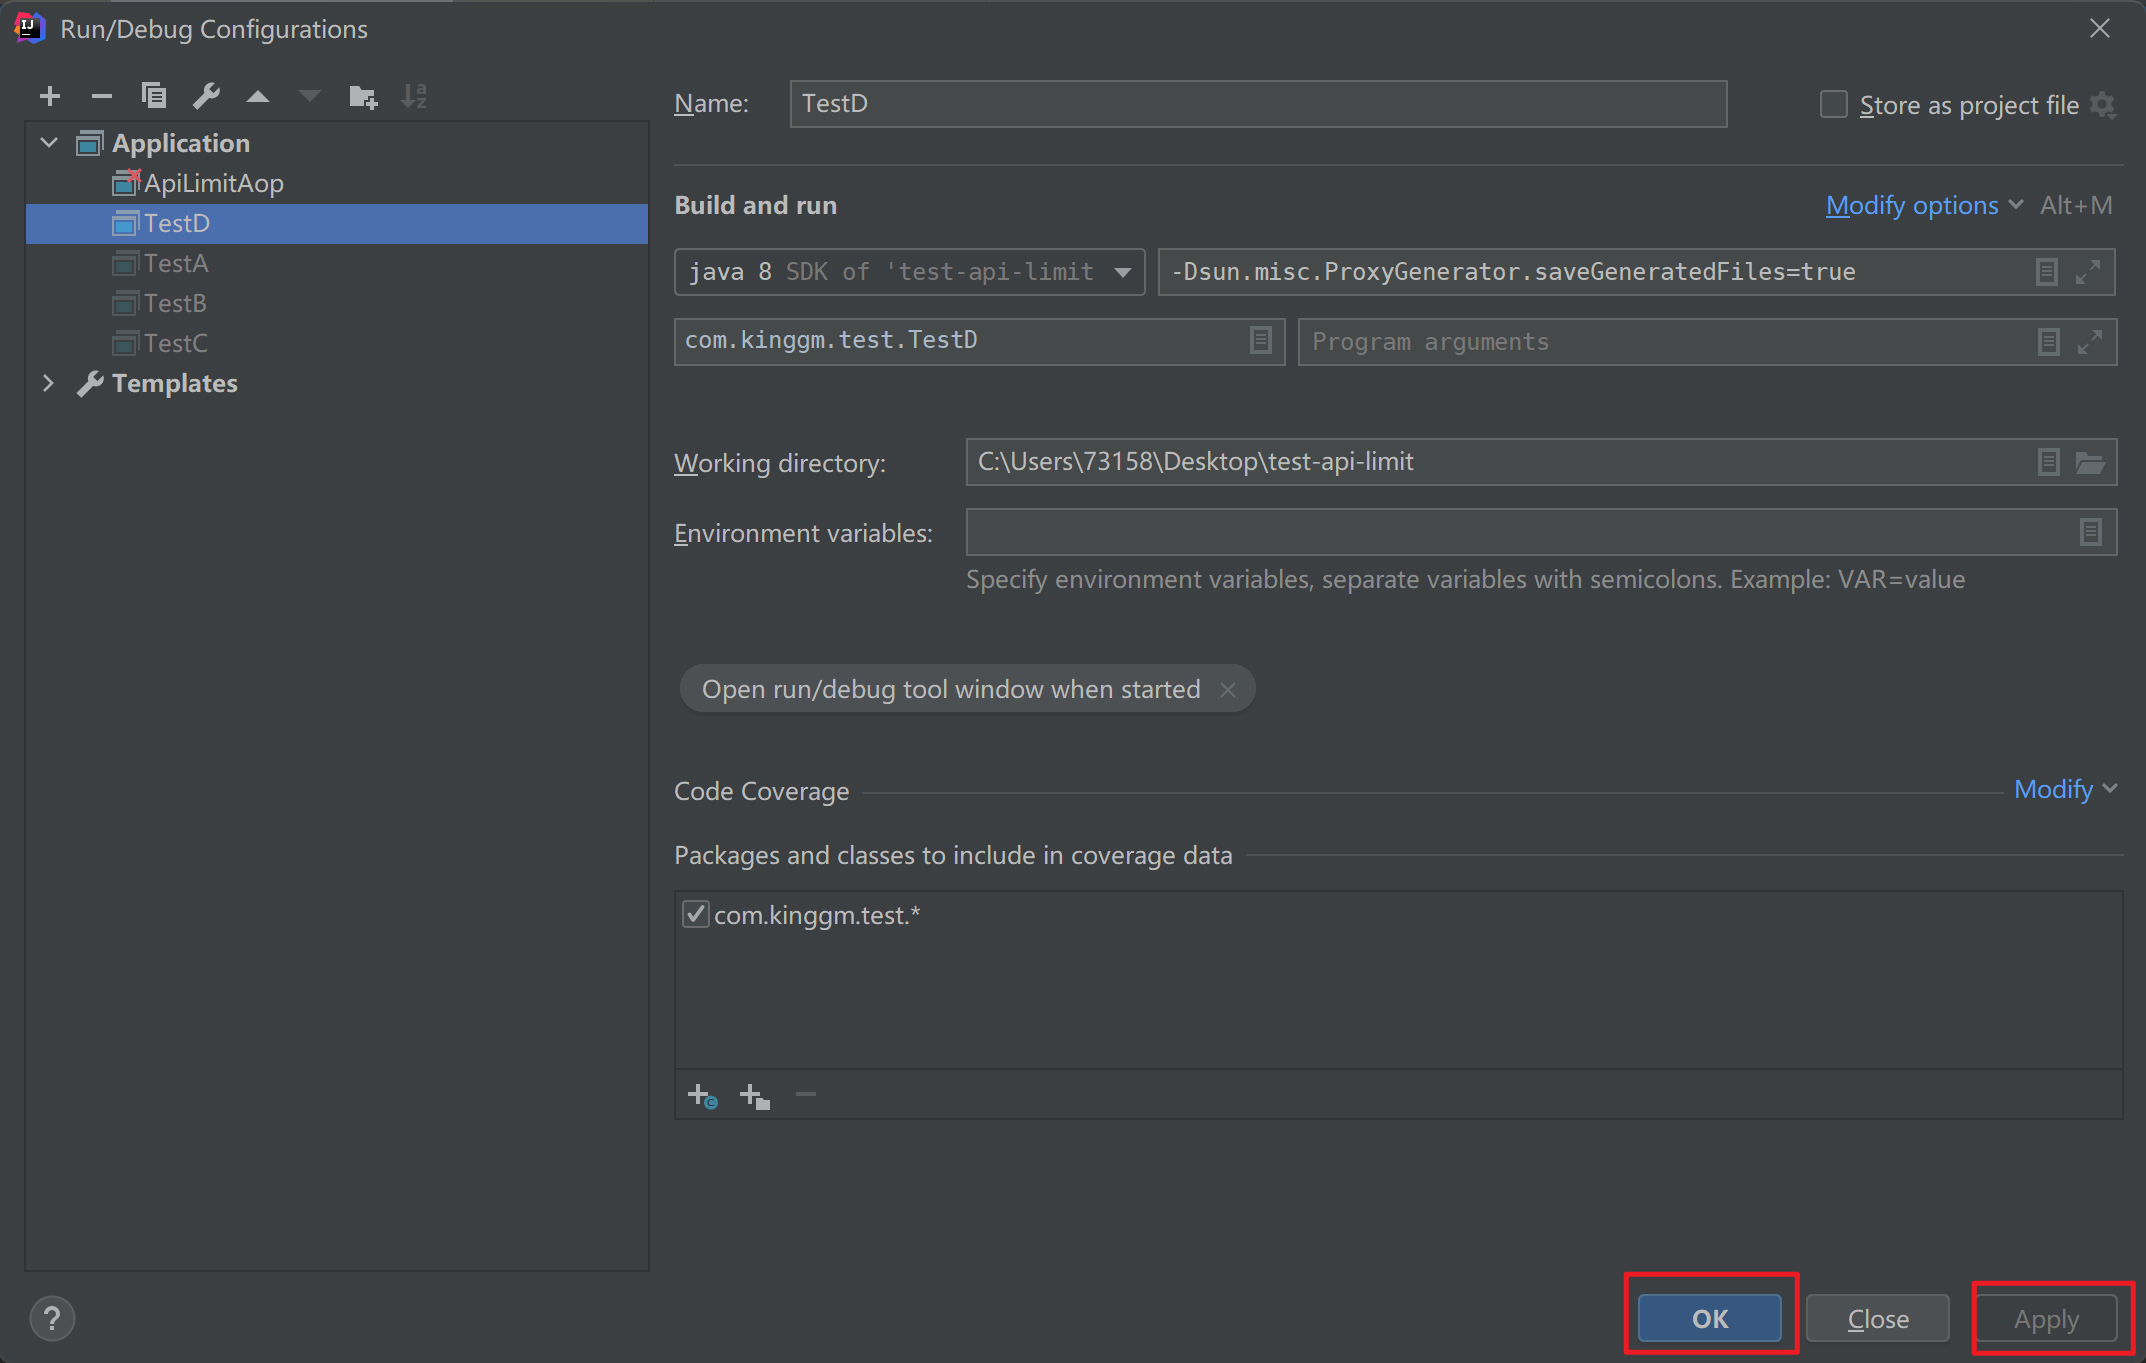 Run/Debug Configurations
Application
ApiLimitAop
TestD
TestA
TestB
TestC
Templates
Name: TestD
Store as project file
Build and run
Modify options Alt+M
java 8 SDK of 'test-api-limit
-Dsun.misc.ProxyGenerator.saveGeneratedFiles=true
com.kinggm.test.TestD
Program arguments
Working directory: C:\Users\73158\Desktop\test-api-limit
Environment variables:
Specify environment variables, separate variables with semicolons. Example: VAR=value
Open run/debug tool window when started
Code Coverage
Modify
Packages and classes to include in coverage data
com.kinggm.test.*
?
OK
Close
Apply